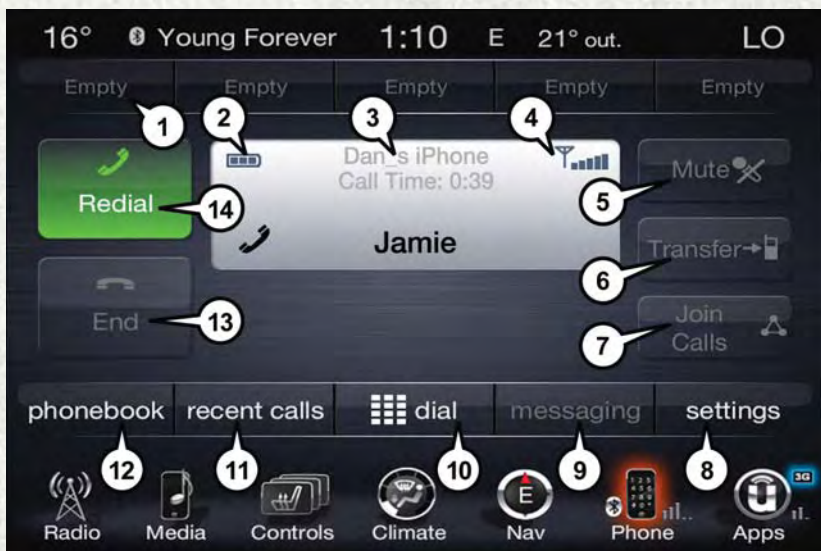 16° Young Forever 1:10 E 21° out. LO
Empty Empty Empty Empty Empty
1 2 3 4
Dan_s iPhone
Call Time: 0:39
Redial 14
Jamie
Mute 5
Transfer 6
End 13
Join
Calls 7
phonebook recent calls dial messaging settings
12 11 10 9 8
E 3G
Radio Media Controls Climate Nav Phone Apps